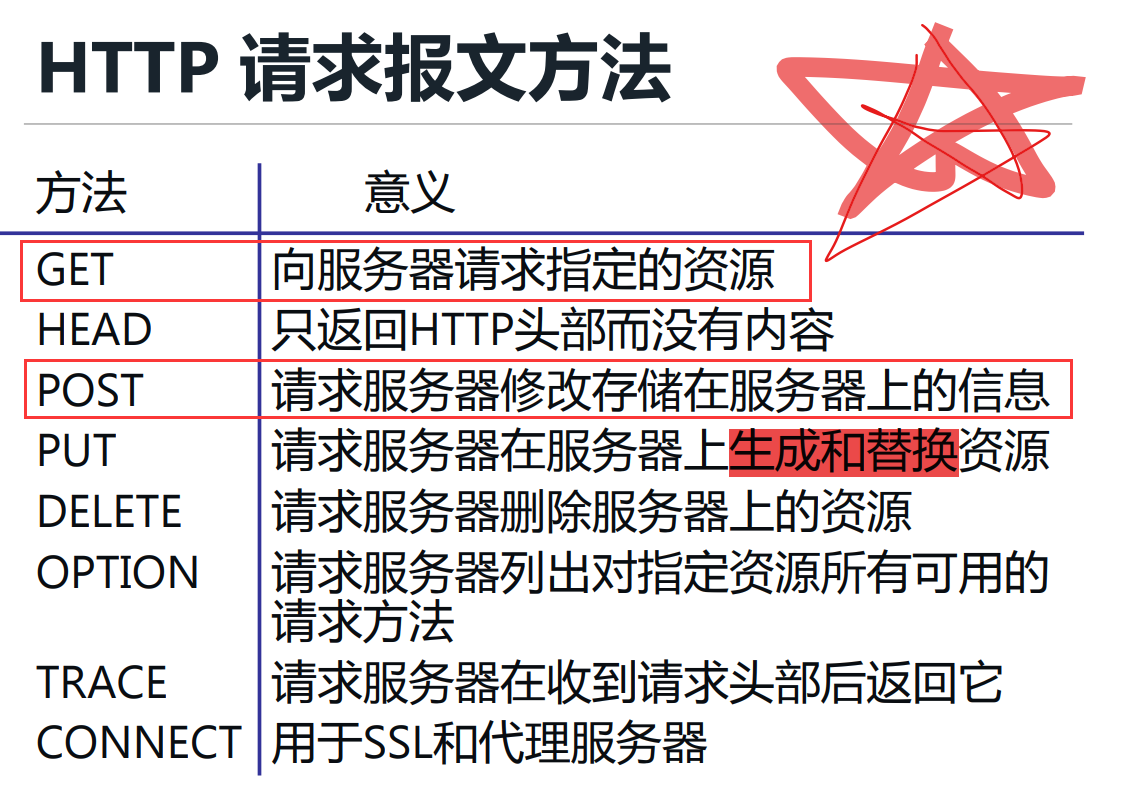 HTTP 请求报文方法
方法 意义
GET 向服务器请求指定的资源
HEAD 只返回HTTP头部而没有内容
POST 请求服务器修改存储在服务器上的信息
PUT 请求服务器在服务器上生成和替换资源
DELETE 请求服务器删除服务器上的资源
OPTION 请求服务器列出对指定资源所有可用的
请求方法
TRACE 请求服务器在收到请求头部后返回它
CONNECT 用于SSL和代理服务器